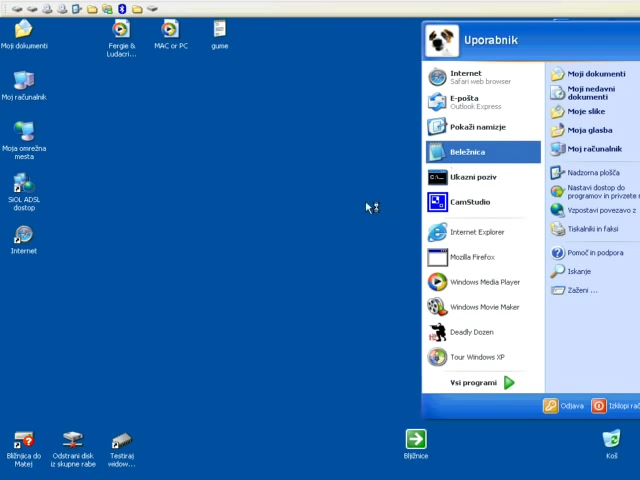 Moji dokumenti
Fergie &
Ludacri...
MAC or PC
gume
Moj računalnik
Moja omrežna
mesta
SiOL ADSL
dostop
Internet
Bližnjica do
Matej
Odstrani disk
iz skupne rabe
Testiraj
widow...
Bljižnice
Koš
Uporabnik
Internet
Safari web browser
E-pošta
Outlook Express
Pokaži namizje
Beležnica
Ukazni poziv
CamStudio
Internet Explorer
Mozilla Firefox
Windows Media Player
Windows Movie Maker
Deadly Dozen
Tour Windows XP
Vsi programi
Moji dokumenti
Moji nedavni
dokumenti
Moje slike
Moja glasba
Moj računalnik
Nadzorna plošča
Nastavi dostop do
programov in privzete n
Vzpostavi povezavo z
Tiskalniki in faksi
Pomoč in podpora
Iskanje
Zaženi ...
Odjava
Izklopi rač